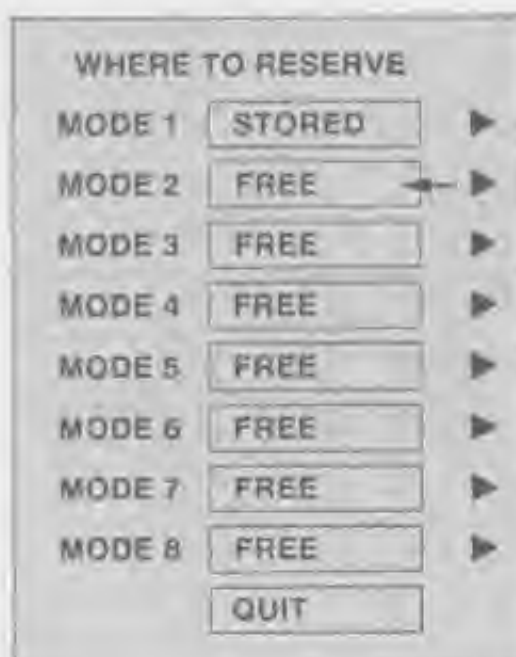 WHERE TO RESERVE
MODE 1 STORED
MODE 2 FREE
MODE 3 FREE
MODE 4 FREE
MODE 5 FREE
MODE 6 FREE
MODE 7 FREE
MODE 8 FREE
QUIT